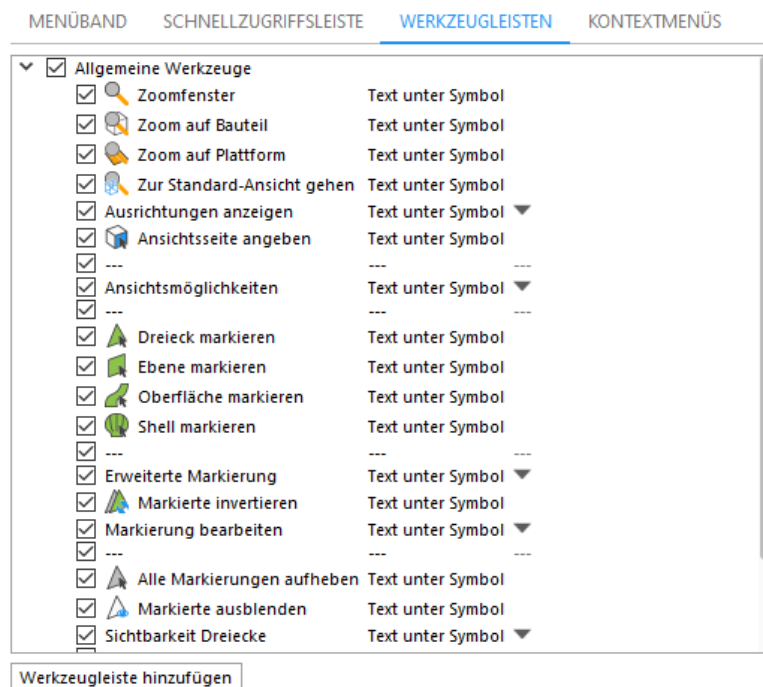 MENÜBAND SCHNELLZUGRIFFSLEISTE WERKZEUGLEISTEN KONTEXTMENÜS
Allgemeine Werkzeuge
Zoomfenster Text unter Symbol
Zoom auf Bauteil Text unter Symbol
Zoom auf Plattform Text unter Symbol
Zur Standard-Ansicht gehen Text unter Symbol
Ausrichtungen anzeigen Text unter Symbol
Ansichtsseite angeben Text unter Symbol
--- --- ---
Ansichtsmöglichkeiten Text unter Symbol
--- --- ---
Dreieck markieren Text unter Symbol
Ebene markieren Text unter Symbol
Oberfläche markieren Text unter Symbol
Shell markieren Text unter Symbol
--- --- ---
Erweiterte Markierung Text unter Symbol
Markierte invertieren Text unter Symbol
Markierung bearbeiten Text unter Symbol
--- --- ---
Alle Markierungen aufheben Text unter Symbol
Markierte ausblenden Text unter Symbol
Sichtbarkeit Dreiecke Text unter Symbol
Werkzeugleiste hinzufügen